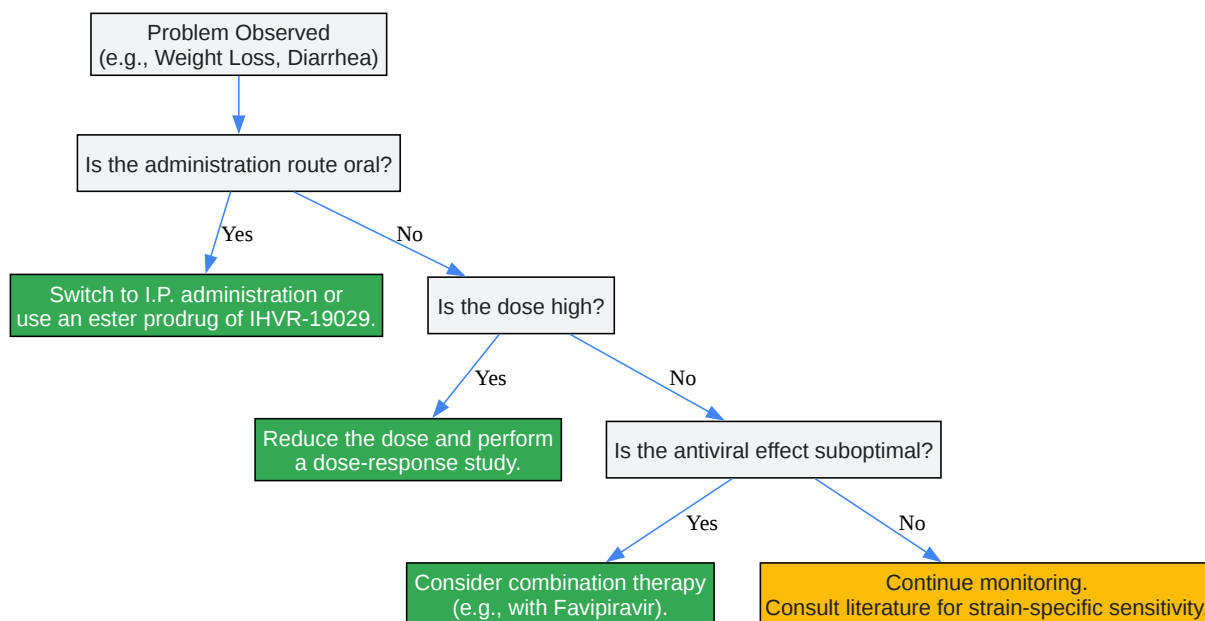 Problem Observed
(e.g., Weight Loss, Diarrhea)
Is the administration route oral?
Yes
No
Switch to I.P. administration or
use an ester prodrug of IHVR-19029.
Is the dose high?
Yes
No
Reduce the dose and perform
a dose-response study.
Is the antiviral effect suboptimal?
Yes
No
Consider combination therapy
(e.g., with Favipiravir).
Continue monitoring.
Consult literature for strain-specific sensitivity.